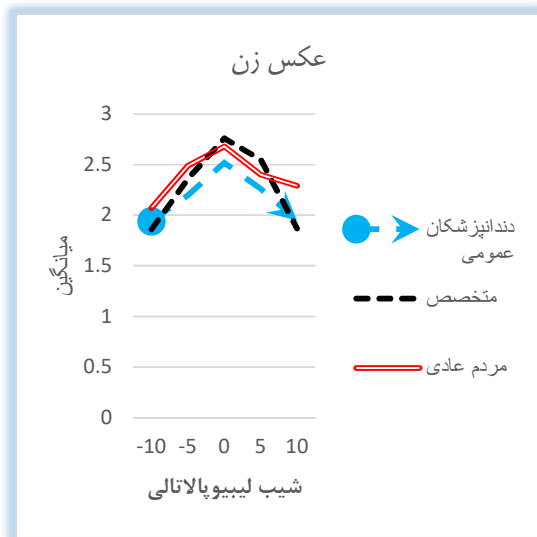 عکس زن
3
2.5
2
1.5
1
0.5
0
میانگین
-10 -5 0 5 10
شیب لیبیوپالاتالی
دندانپزشکان
عمومی
متخصص
مردم عادی